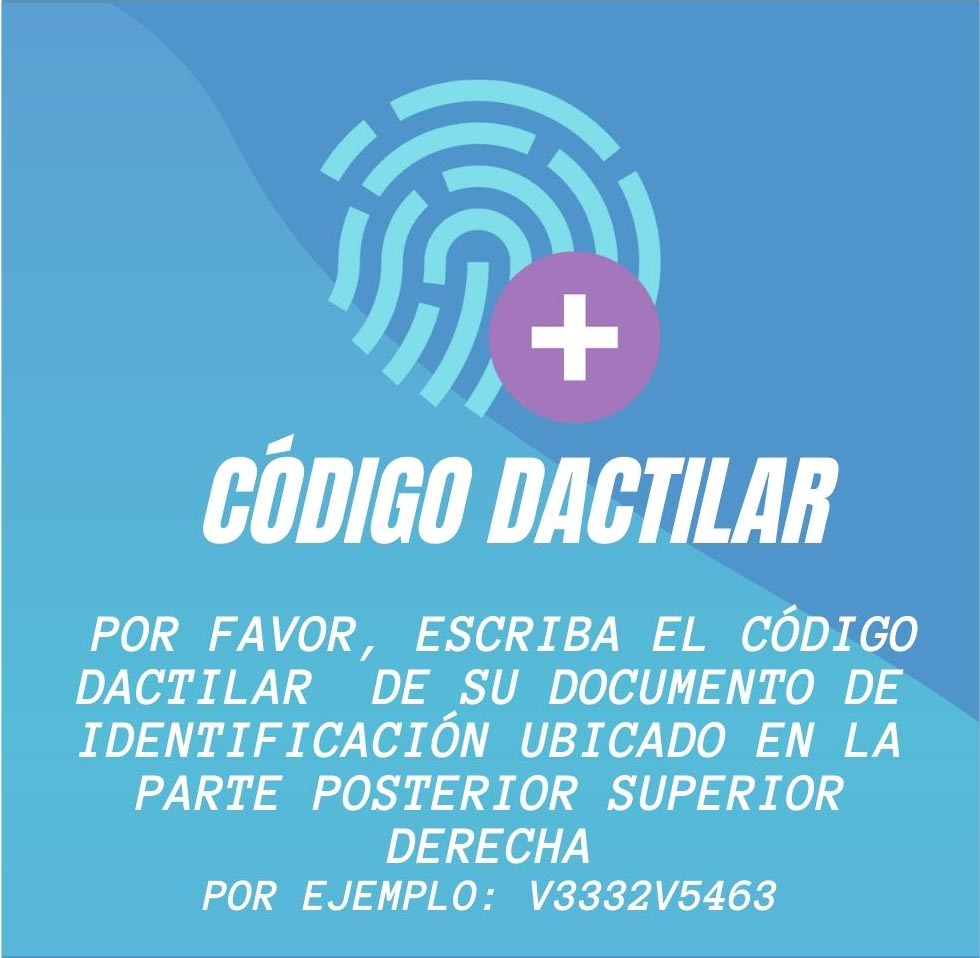 CÓDIGO DACTILAR
POR FAVOR, ESCRIBA EL CÓDIGO
DACTILAR DE SU DOCUMENTO DE
IDENTIFICACIÓN UBICADO EN LA
PARTE POSTERIOR SUPERIOR
DERECHA
POR EJEMPLO: V3332V5463